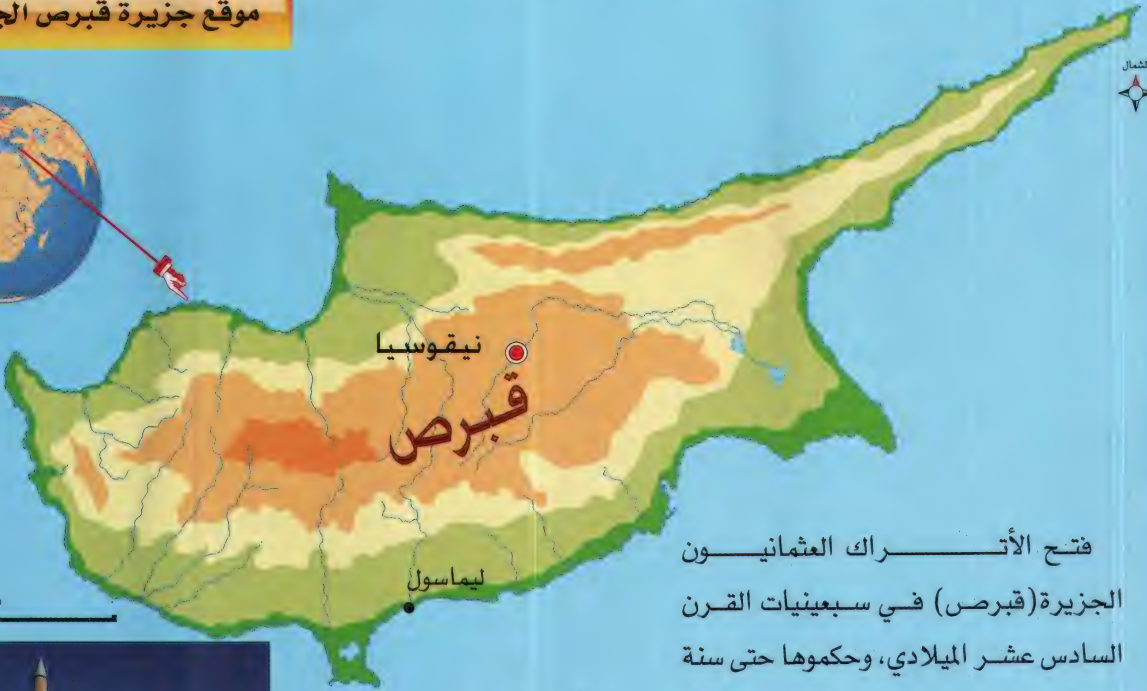 موقع جزيرة قبرص
الشمال
نيقوسيا
قبرص
ليماسول
فتح الأتراك العثمانيون
الجزيرة (قبرص) في سبعينيات القرن
السادس عشر الميلادي، وحكموها حتى سنة